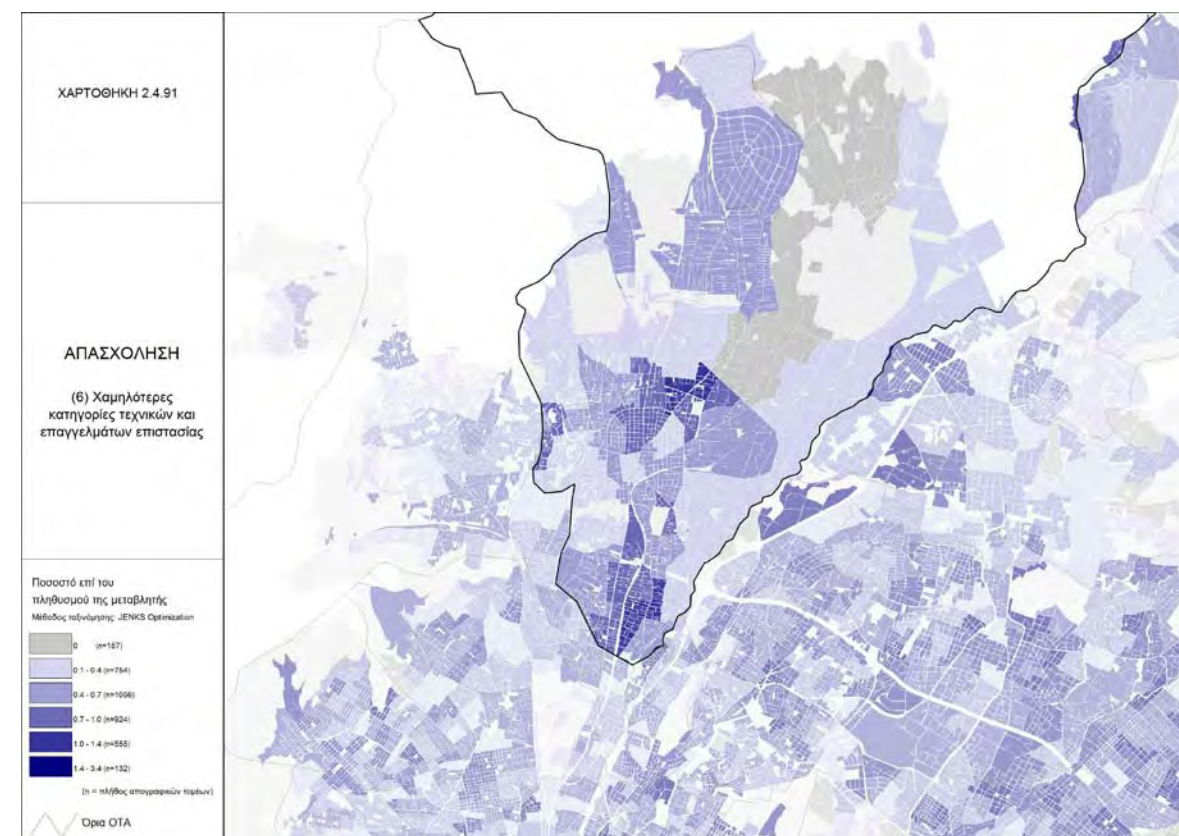 ΧΑΡΤΟΘΗΚΗ 2.4.91
ΑΠΑΣΧΟΛΗΣΗ
(6) Χαμηλότερες
κατηγορίες τεχνικών και
επαγγελμάτων επιστασίας
Ποσοστό επί του
πληθυσμού της μεταβλητής
Μέθοδος ταξινόμησης: JENKS Optimization
0 (n=187)
0.1 - 0.4 (n=754)
0.4 - 0.7 (n=1066)
0.7 - 1.0 (n=924)
1.0 - 1.4 (n=555)
1.4 - 3.4 (n=132)
(n = πλήθος απογραφικών τομέων)
Όρια ΟΤΑ